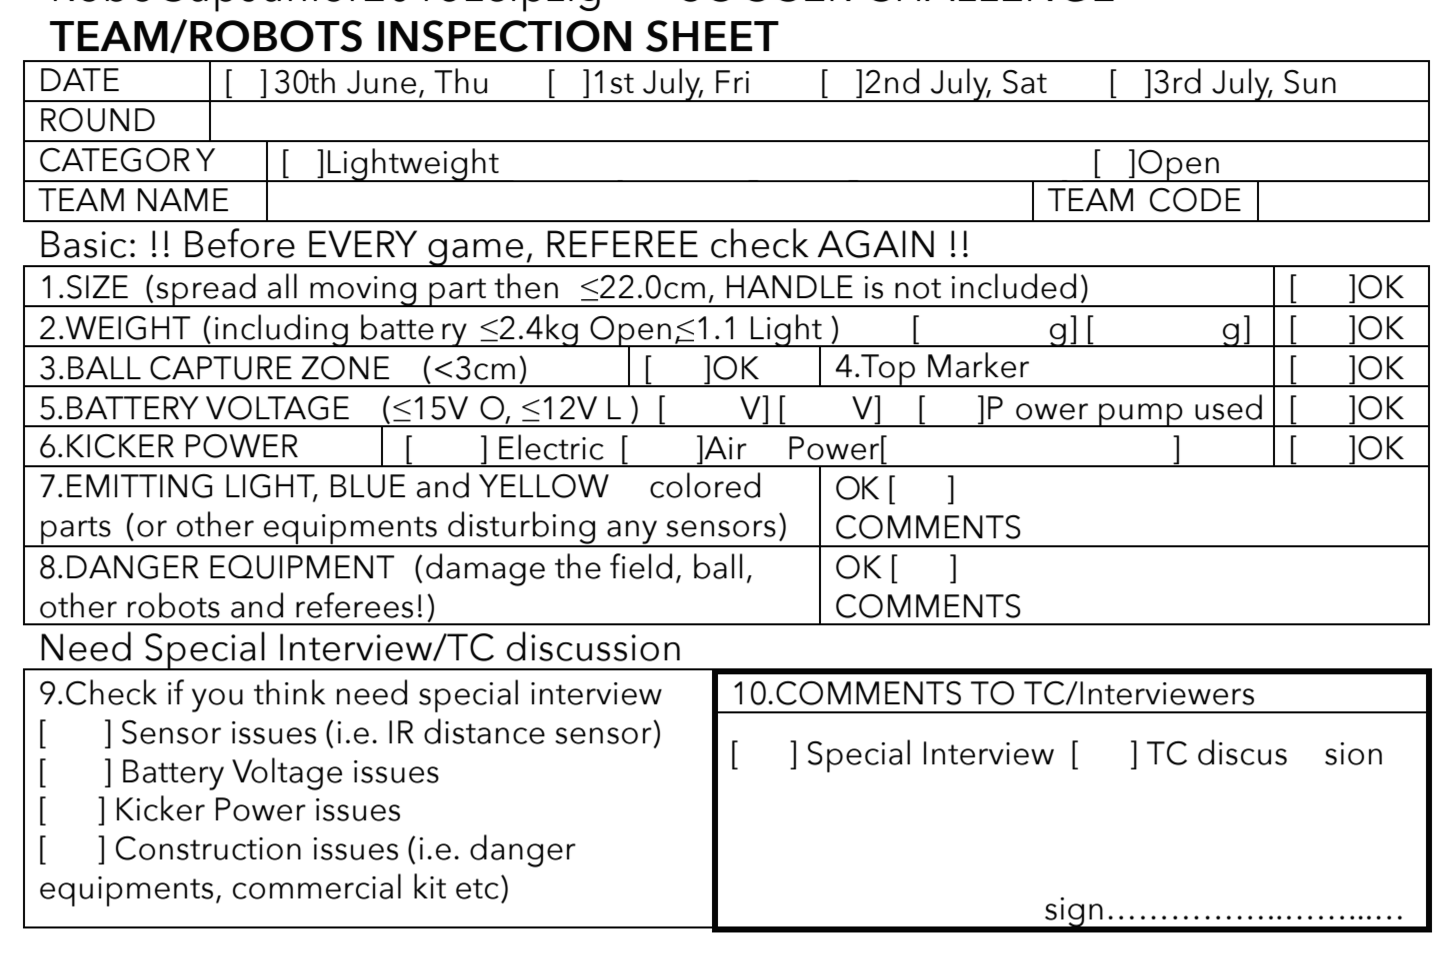 TEAM/ROBOTS INSPECTION SHEET
DATE [ ]30th June, Thu [ ]1st July, Fri [ ]2nd July, Sat [ ]3rd July, Sun
ROUND
CATEGORY [ ]Lightweight [ ]Open
TEAM NAME TEAM CODE
Basic: !! Before EVERY game, REFEREE check AGAIN !!
1.SIZE (spread all moving part then ≤22.0cm, HANDLE is not included) [ ]OK
2.WEIGHT (including battery ≤2.4kg Open,≤1.1 Light ) [ g][ g] [ ]OK
3.BALL CAPTURE ZONE (<3cm) [ ]OK 4.Top Marker [ ]OK
5.BATTERY VOLTAGE (≤15V O, ≤12V L ) [ V][ V] [ ]P ower pump used [ ]OK
6.KICKER POWER [ ] Electric [ ]Air Power[ ] [ ]OK
7.EMITTING LIGHT, BLUE and YELLOW colored
parts (or other equipments disturbing any sensors)
OK [ ]
COMMENTS
8.DANGER EQUIPMENT (damage the field, ball,
other robots and referees!)
OK [ ]
COMMENTS
Need Special Interview/TC discussion
9.Check if you think need special interview
[ ] Sensor issues (i.e. IR distance sensor)
[ ] Battery Voltage issues
[ ] Kicker Power issues
[ ] Construction issues (i.e. danger
equipments, commercial kit etc)
10.COMMENTS TO TC/Interviewers
[ ] Special Interview [ ] TC discus sion
sign……………..……...…